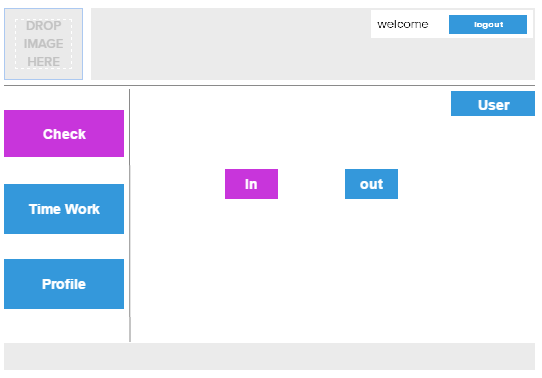 DROP
IMAGE
HERE
welcome
logout
User
Check
in
out
Time Work
Profile